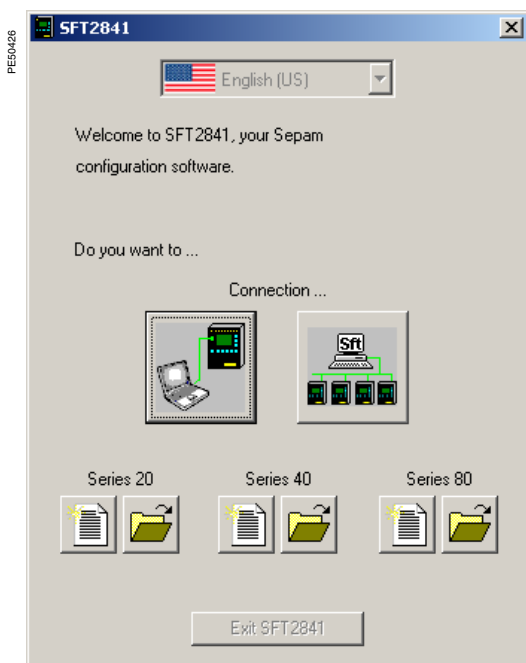 PE50426
SFT2841
English (US)
Welcome to SFT2841, your Sepam
configuration software.
Do you want to ...
Connection ...
Sft
Series 20
Series 40
Series 80
Exit SFT2841